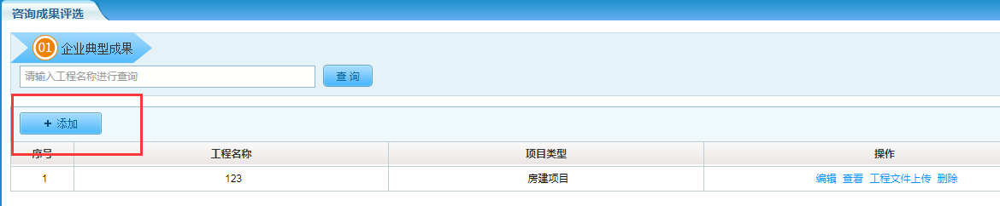 咨询成果评选
01 企业典型成果
请输入工程名称进行查询 查 询
+ 添加
序号 工程名称 项目类型 操作
1 123 房建项目 编辑 查看 工程文件上传 删除